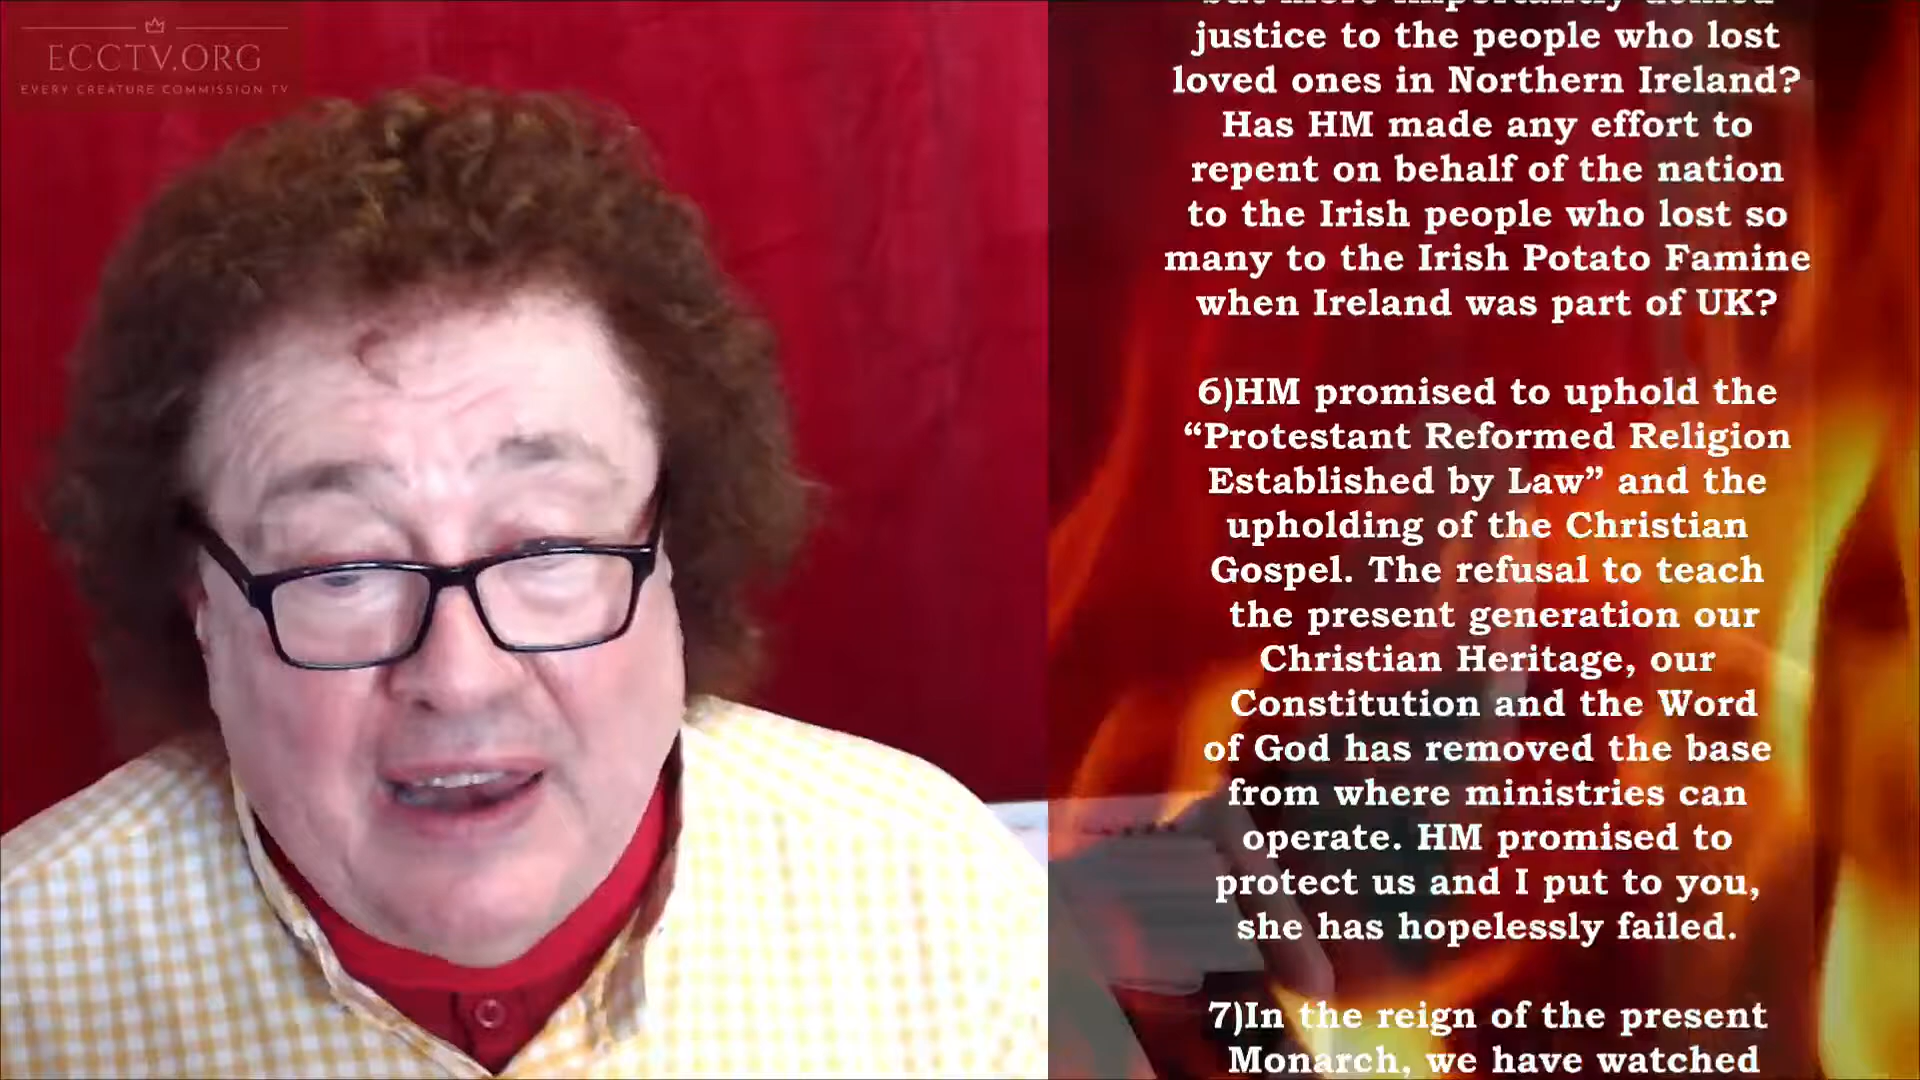 ECCTV.ORG
EVERY CREATURE COMMISSION TV
but more importantly denied
justice to the people who lost
loved ones in Northern Ireland?
Has HM made any effort to
repent on behalf of the nation
to the Irish people who lost so
many to the Irish Potato Famine
when Ireland was part of UK?
6)HM promised to uphold the
“Protestant Reformed Religion
Established by Law” and the
upholding of the Christian
Gospel. The refusal to teach
the present generation our
Christian Heritage, our
Constitution and the Word
of God has removed the base
from where ministries can
operate. HM promised to
protect us and I put to you,
she has hopelessly failed.
7)In the reign of the present
Monarch, we have watched